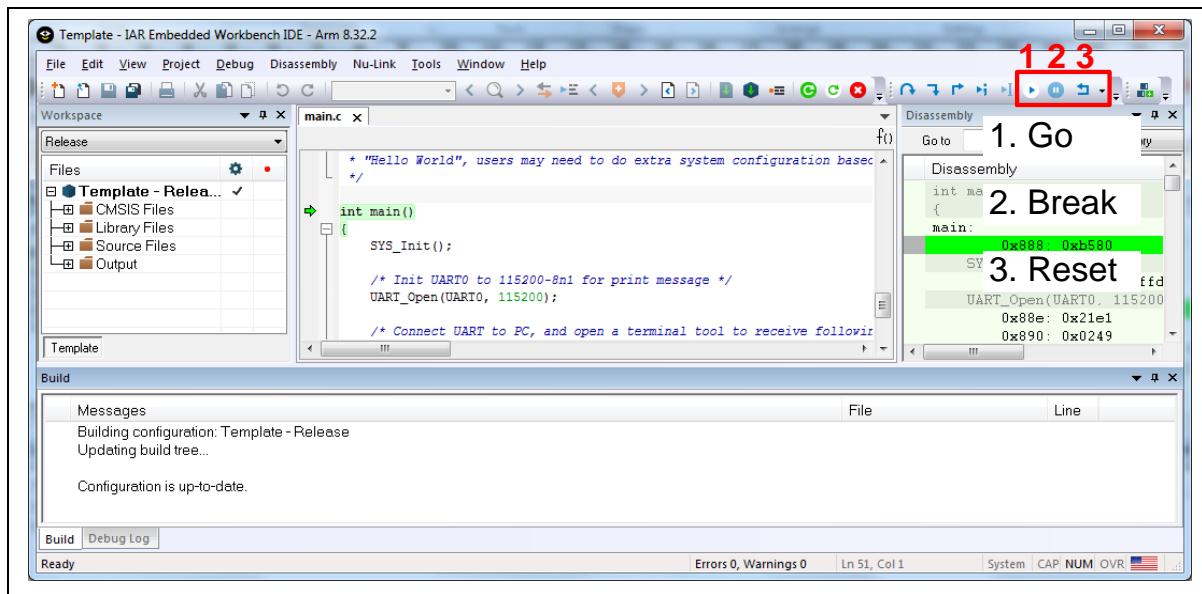 Template - IAR Embedded Workbench IDE - Arm 8.32.2
File Edit View Project Debug Disassembly Nu-Link Tools Window Help
1 2 3
Workspace
main.c
Disassembly
Release
f()
Go to
1. Go
Files
Template - Relea...
CMSIS Files
Library Files
Source Files
Output
Template
* "Hello World", users may need to do extra system configuration based
*/
int main()
{
SYS_Init();
/* Init UART0 to 115200-8n1 for print message */
UART_Open(UART0, 115200);
/* Connect UART to PC, and open a terminal tool to receive followin
Disassembly
int ma
{
2. Break
main:
0x888: 0xb580
SY
3. Reset
ffd
UART_Open(UART0, 115200
0x88e: 0x21e1
0x890: 0x0249
Build
Messages File Line
Building configuration: Template - Release
Updating build tree...
Configuration is up-to-date.
Build Debug Log
Ready Errors 0, Warnings 0 Ln 51, Col 1 System CAP NUM OVR